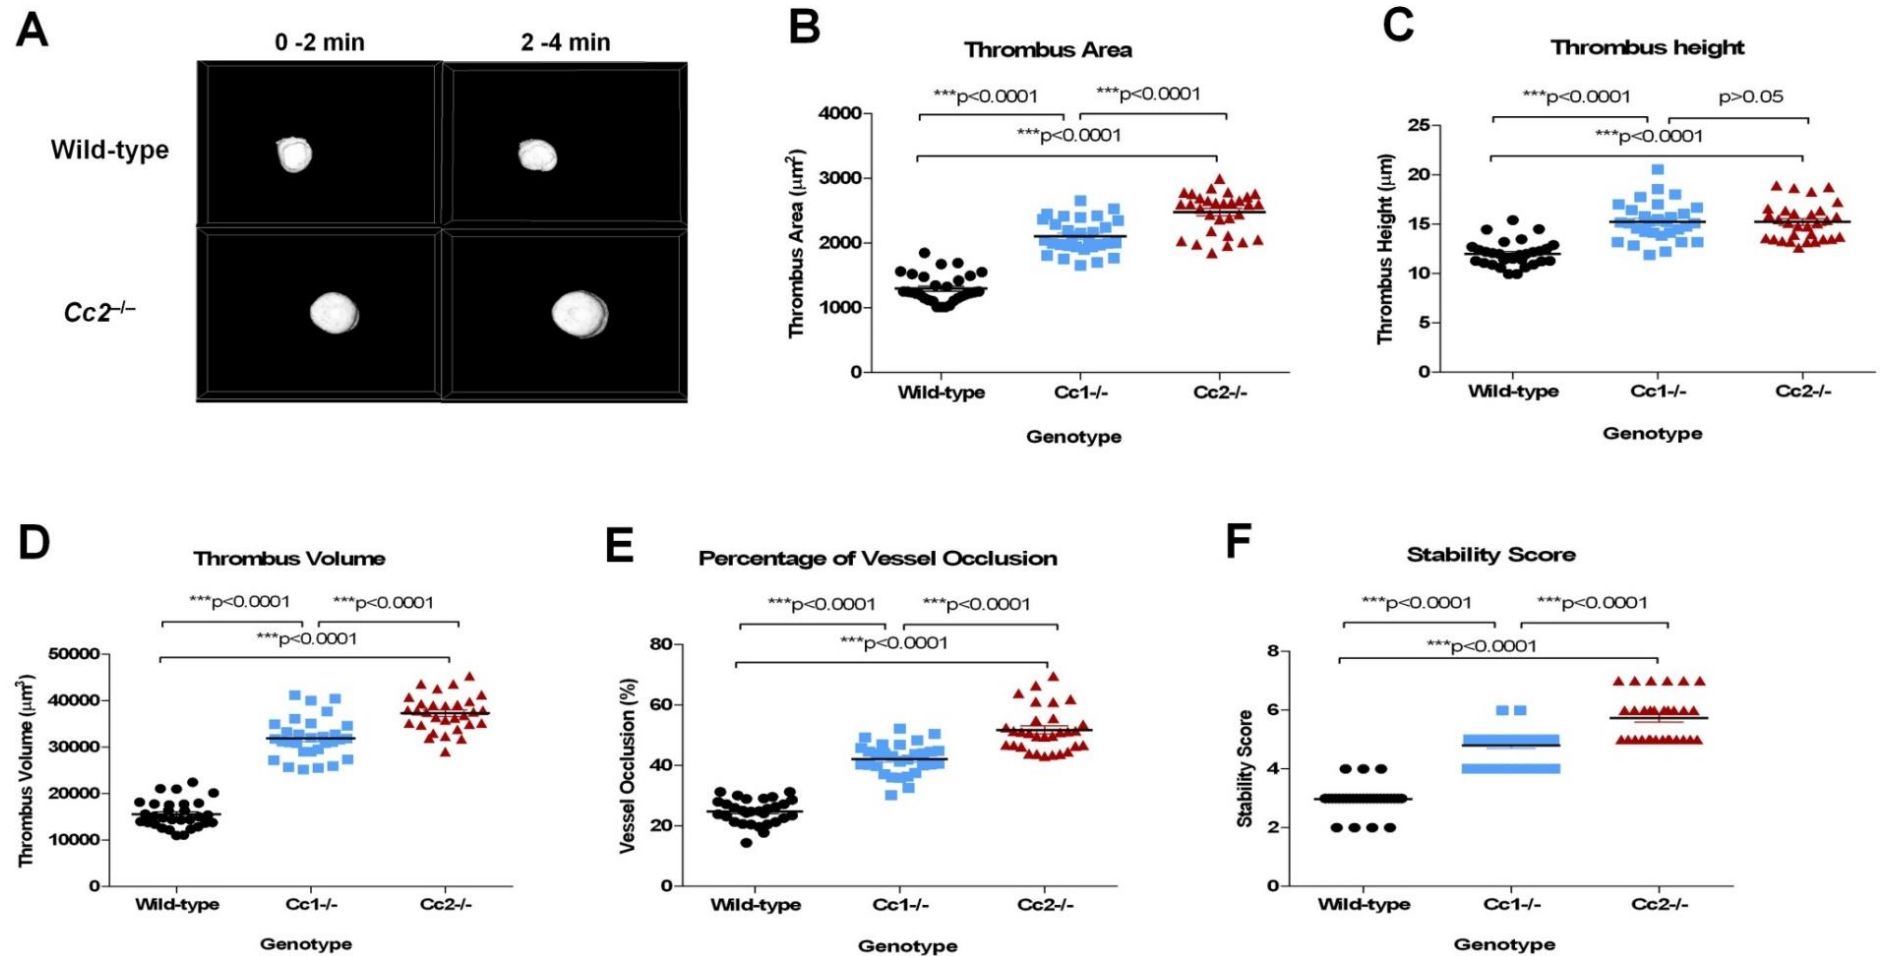 A
0 -2 min
2 -4 min
Wild-type
Cc2–/–
B
Thrombus Area
***p<0.0001
***p<0.0001
***p<0.0001
Thrombus Area (μm²)
4000
3000
2000
1000
0
Wild-type
Cc1-/-
Cc2-/-
Genotype
C
Thrombus height
***p<0.0001
p>0.05
***p<0.0001
Thrombus Height (μm)
25
20
15
10
5
0
Wild-type
Cc1-/-
Cc2-/-
Genotype
D
Thrombus Volume
***p<0.0001
***p<0.0001
***p<0.0001
Thrombus Volume (μm³)
50000
40000
30000
20000
10000
0
Wild-type
Cc1-/-
Cc2-/-
Genotype
E
Percentage of Vessel Occlusion
***p<0.0001
***p<0.0001
***p<0.0001
Vessel Occlusion (%)
80
60
40
20
0
Wild-type
Cc1-/-
Cc2-/-
Genotype
F
Stability Score
***p<0.0001
***p<0.0001
***p<0.0001
Stability Score
8
6
4
2
0
Wild-type
Cc1-/-
Cc2-/-
Genotype